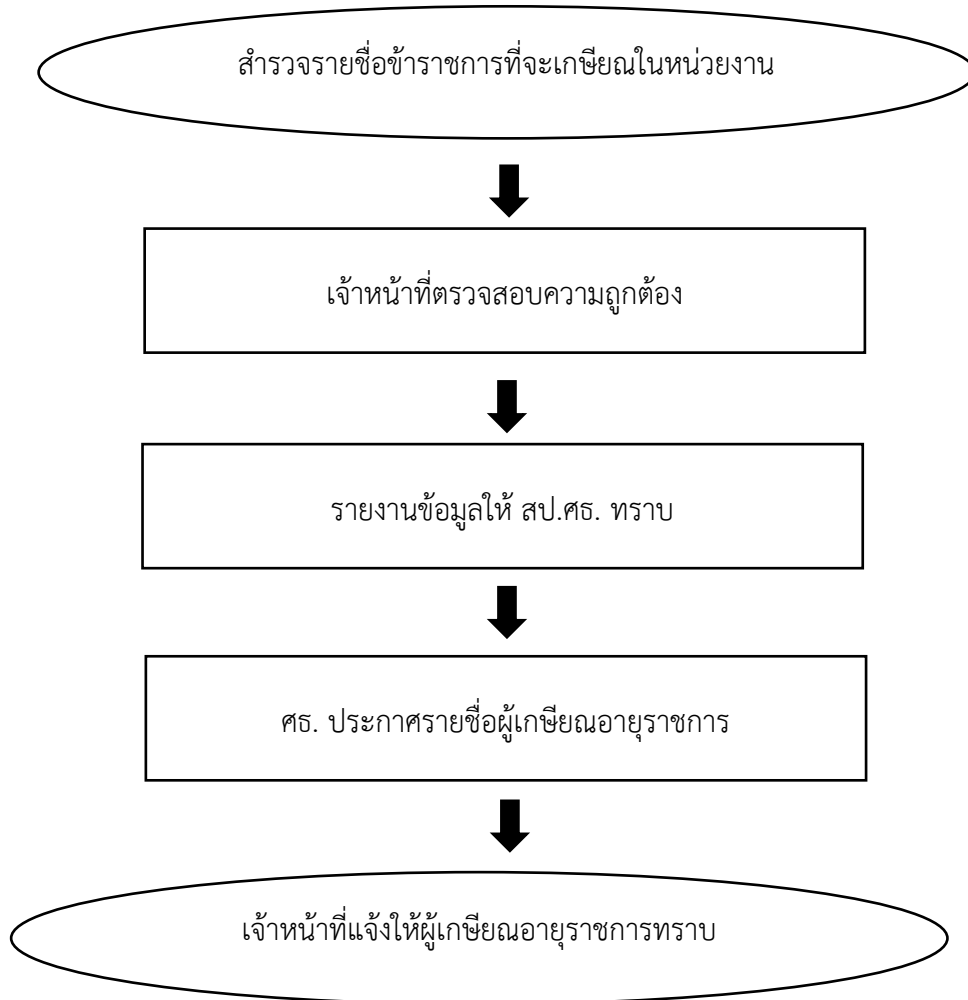 สำรวจรายชื่อข้าราชการที่จะเกษียณในหน่วยงาน
เจ้าหน้าที่ตรวจสอบความถูกต้อง
รายงานข้อมูลให้ สป.ศธ. ทราบ
ศธ. ประกาศรายชื่อผู้เกษียณอายุราชการ
เจ้าหน้าที่แจ้งให้ผู้เกษียณอายุราชการทราบ